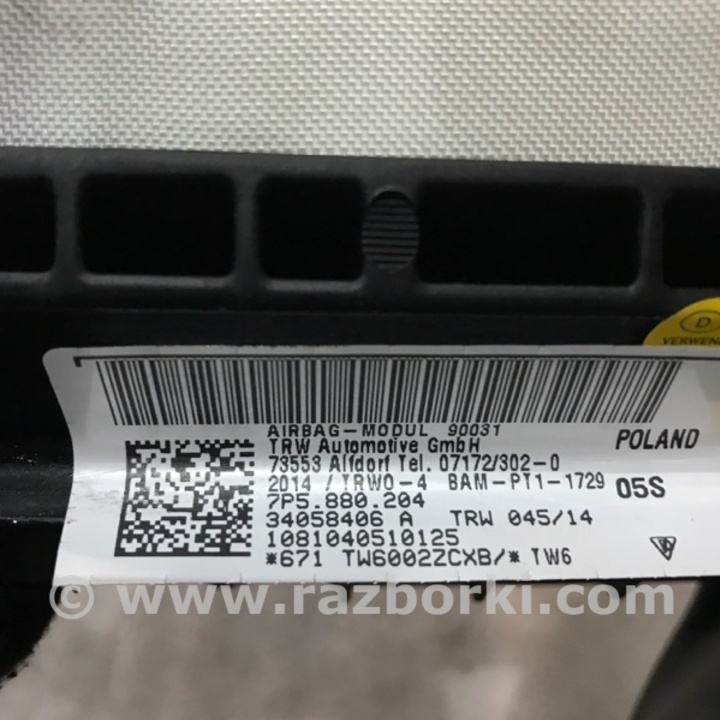 D
VERWEN
AIRBAG-MODUL 90031
TRW Automotive GmbH
73553 Alfdorf Tel. 07172/302-0
2014 / TRWO-4 BAM-PT1-1729
7P5.880.204
34058406 A TRW 045/14
1081040510125
*671 TW6002ZCXB/* TW6
POLAND
05S
© www.razborki.com